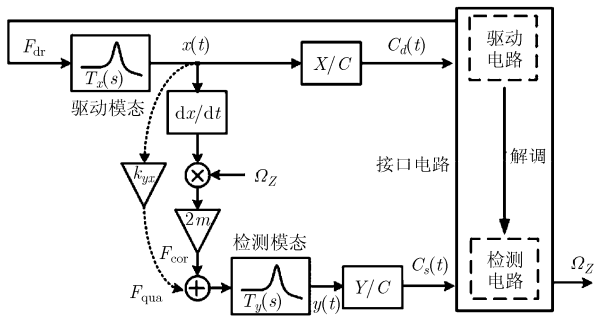 F_dr
T_x(s)
驱动模态
x(t)
X/C
C_d(t)
驱动
电路
dx/dt
k_yx
Ω_Z
2m
接口电路
解调
F_cor
F_qua
检测模态
T_y(s)
y(t)
Y/C
C_s(t)
检测
电路
Ω_Z